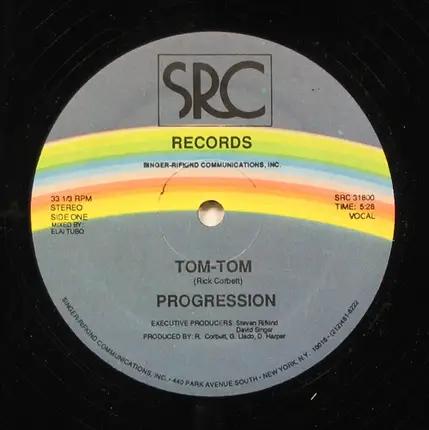 SRC
RECORDS
SINGER-RIFKIND COMMUNICATIONS, INC.
33 1/3 RPM
STEREO
SIDE ONE
MIXED BY:
ELAI TUBO
SRC 31800
TIME: 5:28
VOCAL
TOM-TOM
(Rick Corbett)
PROGRESSION
EXECUTIVE PRODUCERS: Steven Rifkind
David Singer
PRODUCED BY: R. Corbett, G. Llado, D. Harper
SINGER-RIFKIND COMMUNICATIONS, INC. • 440 PARK AVENUE SOUTH • NEW YORK, N.Y. 10016 • (212)481-8222